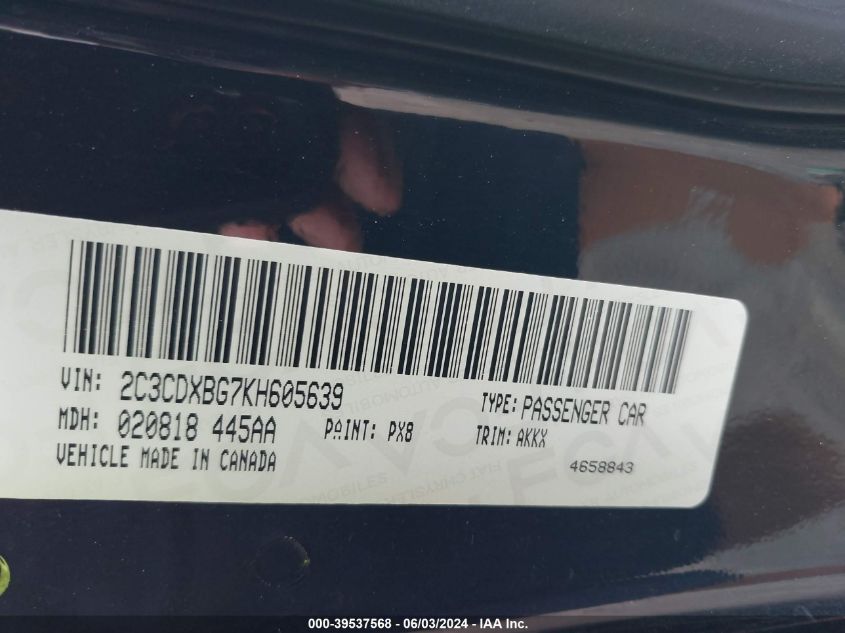 VIN: 2C3CDXBG7KH605639
TYPE: PASSENGER CAR
MDH: 020818 445AA
PAINT: PX8
TRIM: AKKX
VEHICLE MADE IN CANADA
4658843
000-39537568 - 06/03/2024 - IAA Inc.